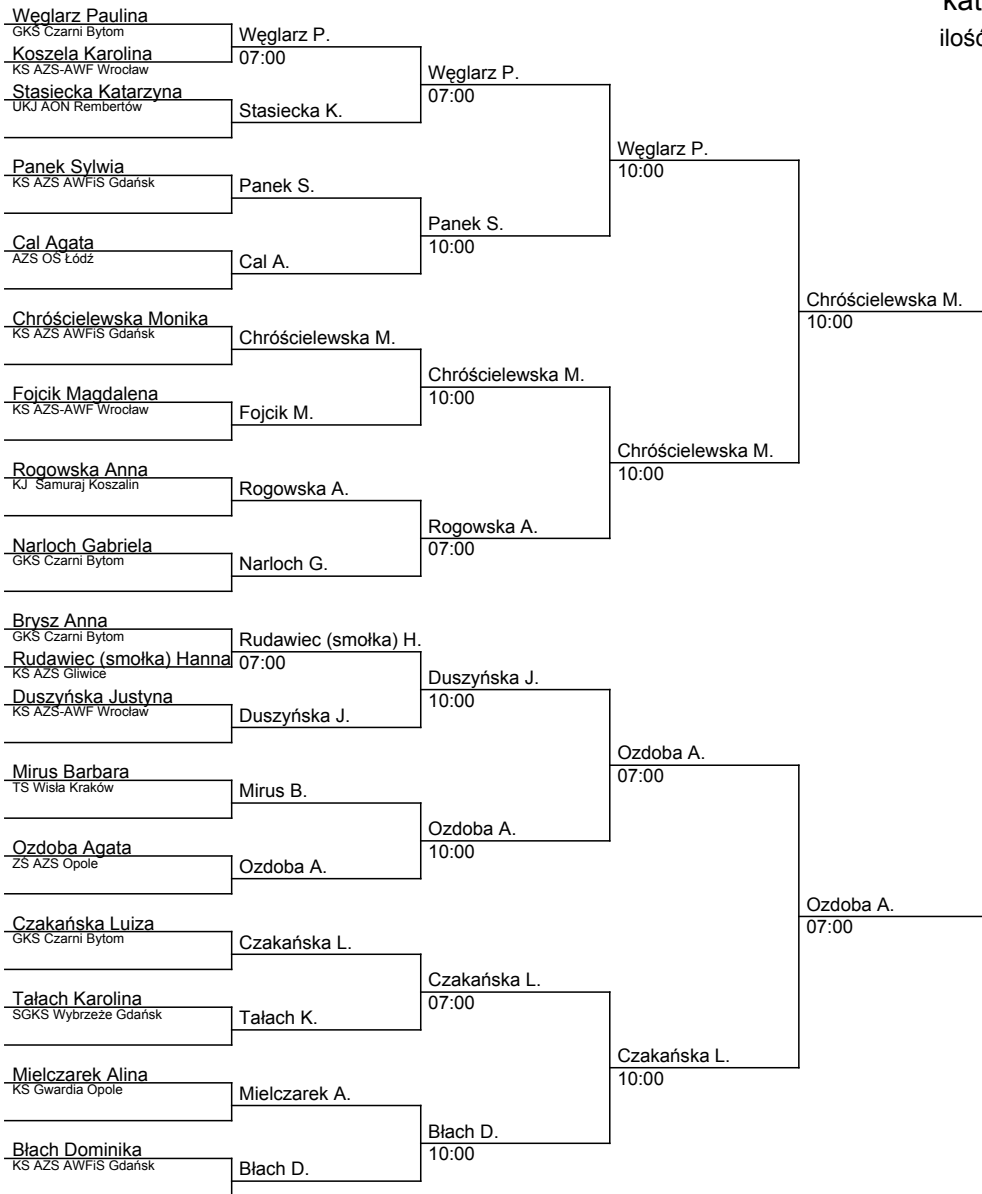 Węglarz Paulina
GKS Czarni Bytom
Koszela Karolina
KS AZS-AWF Wrocław
Stasiecka Katarzyna
UKJ AON Rembertów
Panek Sylwia
KS AZS AWFiS Gdańsk
Cal Agata
AZS OŚ Łódź
Chróścielewska Monika
KS AZS AWFiS Gdańsk
Fojcik Magdalena
KS AZS-AWF Wrocław
Rogowska Anna
KJ Samuraj Koszalin
Narloch Gabriela
GKS Czarni Bytom
Brysz Anna
GKS Czarni Bytom
Rudawiec (smołka) Hanna
KS AZS Gliwice
Duszyńska Justyna
KS AZS-AWF Wrocław
Mirus Barbara
TS Wisła Kraków
Ozdoba Agata
ZŚ AZS Opole
Czakańska Luiza
GKS Czarni Bytom
Tałach Karolina
SGKS Wybrzeże Gdańsk
Mielczarek Alina
KS Gwardia Opole
Błach Dominika
KS AZS AWFiS Gdańsk
Węglarz P.
07:00
Stasiecka K.
Panek S.
Cal A.
Chróścielewska M.
Fojcik M.
Rogowska A.
Narloch G.
Rudawiec (smołka) H.
07:00
Duszyńska J.
Mirus B.
Ozdoba A.
Czakańska L.
Tałach K.
Mielczarek A.
Błach D.
Węglarz P.
07:00
Panek S.
10:00
Chróścielewska M.
10:00
Rogowska A.
07:00
Duszyńska J.
10:00
Ozdoba A.
10:00
Czakańska L.
07:00
Błach D.
10:00
Węglarz P.
10:00
Chróścielewska M.
10:00
Ozdoba A.
07:00
Czakańska L.
10:00
Chróścielewska M.
10:00
Ozdoba A.
07:00
kat
ilość